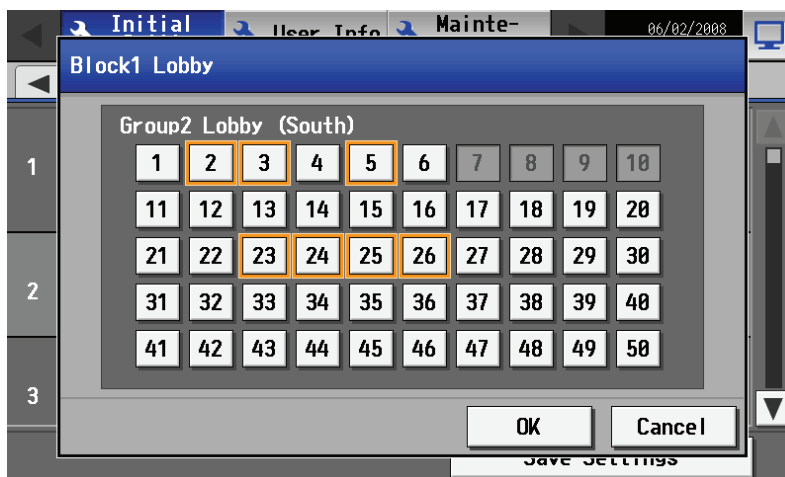 Initial
User Info
Mainte-
06/02/2008
Block1 Lobby
Group2 Lobby (South)
1 2 3 4 5 6 7 8 9 10
11 12 13 14 15 16 17 18 19 20
21 22 23 24 25 26 27 28 29 30
31 32 33 34 35 36 37 38 39 40
41 42 43 44 45 46 47 48 49 50
1
2
3
OK
Cancel
Save Settings